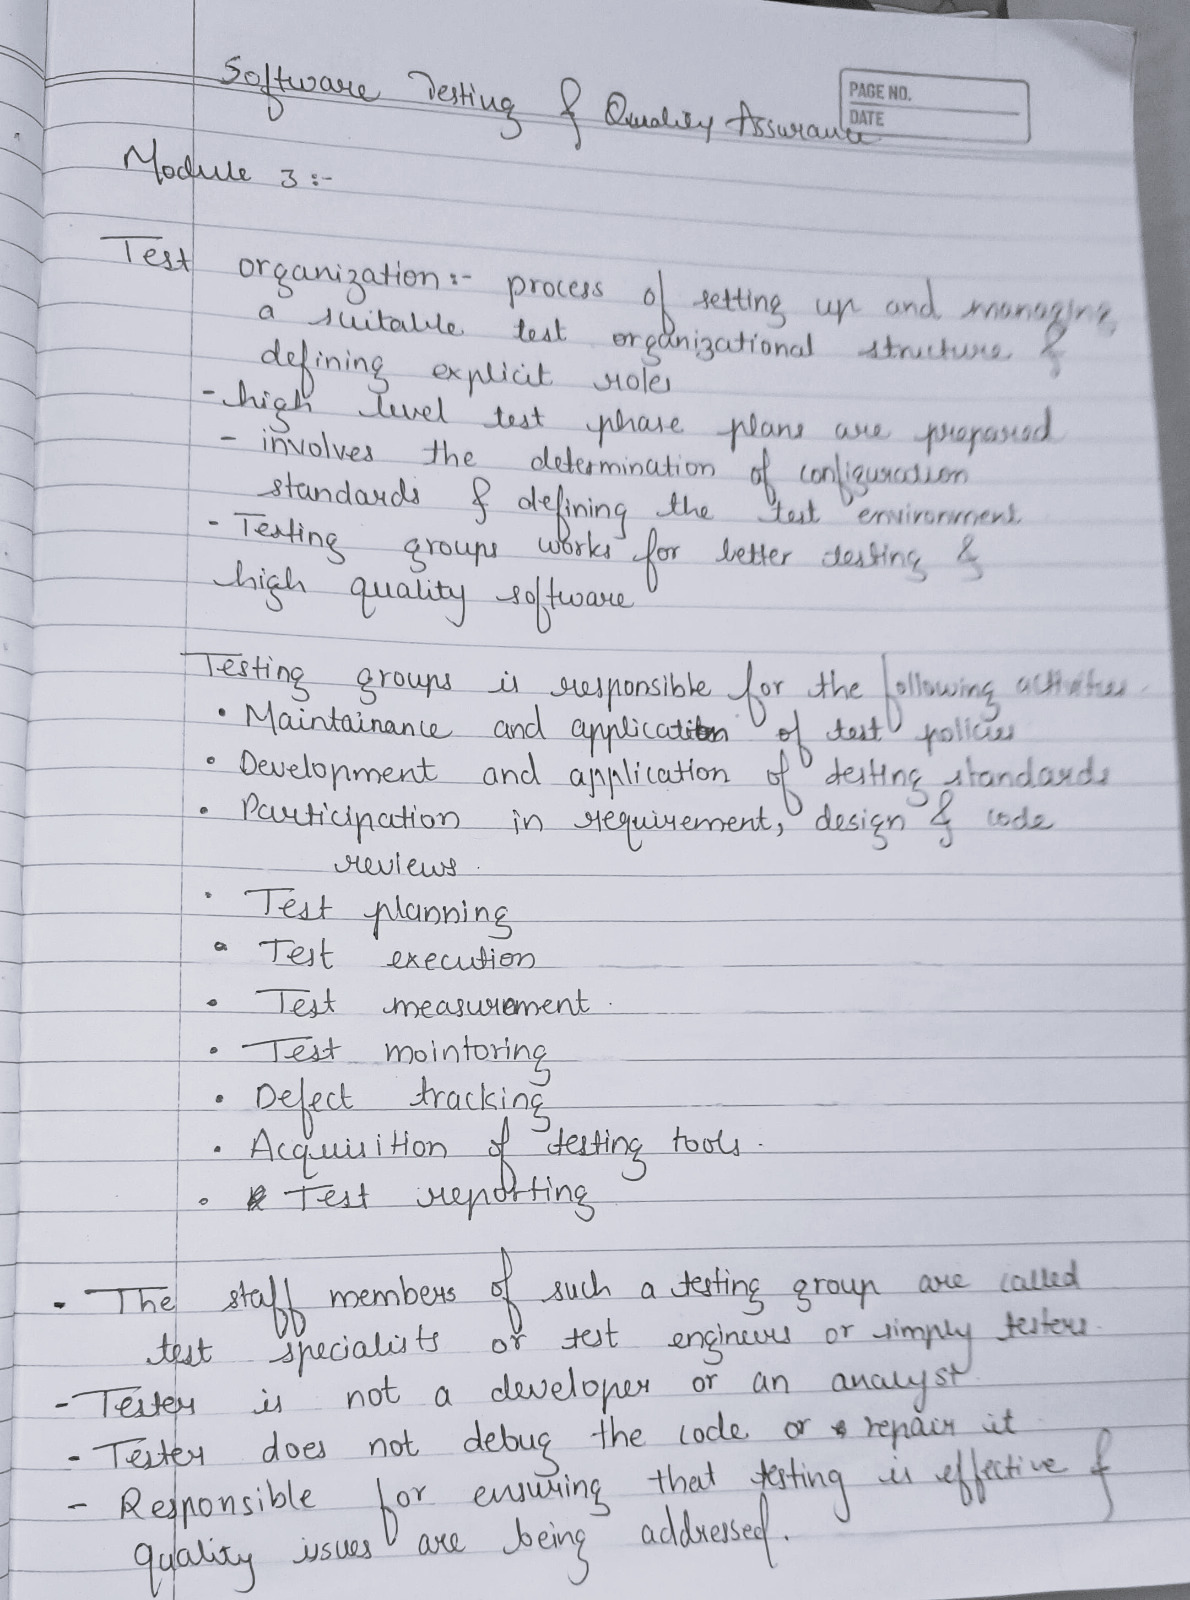 Software Testing & Quality Assurance
PAGE NO.
DATE
Module 3 :-
Test organization :- process of setting up and managing
a suitable test organizational structure &
defining explicit roles
- high level test phase plans are prepared
- involves the determination of configuration
standards & defining the test environment
- Testing groups works for better testing &
high quality software
Testing groups is responsible for the following activities
• Maintainance and application of test policies
• Development and application of testing standards
• Participation in requirement, design & code
reviews.
• Test planning
• Test execution
• Test measurement.
• Test mointoring
• Defect tracking
• Acquisition of testing tools.
• Test reporting
- The staff members of such a testing group are called
test specialists or test engineers or simply testers.
- Tester is not a developer or an analyst.
- Tester does not debug the code or repair it.
- Responsible for ensuring that testing is effective &
quality issues are being addressed.